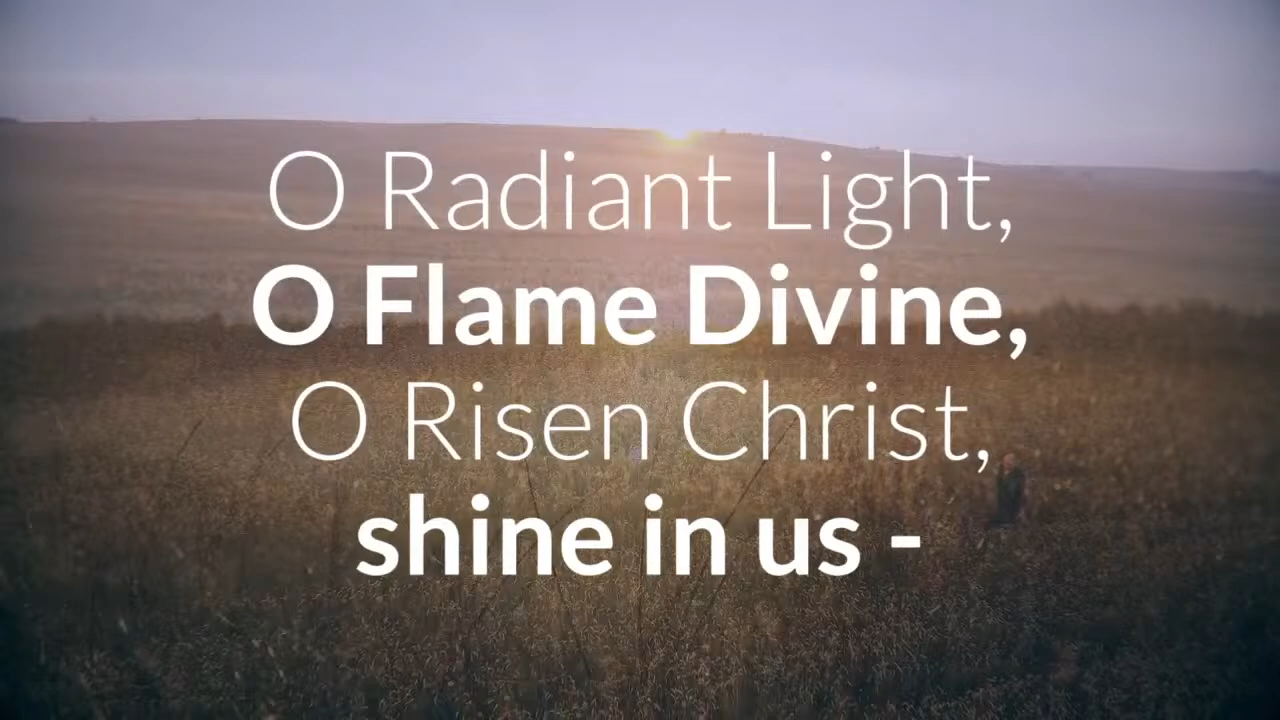 O Radiant Light,
O Flame Divine,
O Risen Christ,
shine in us -